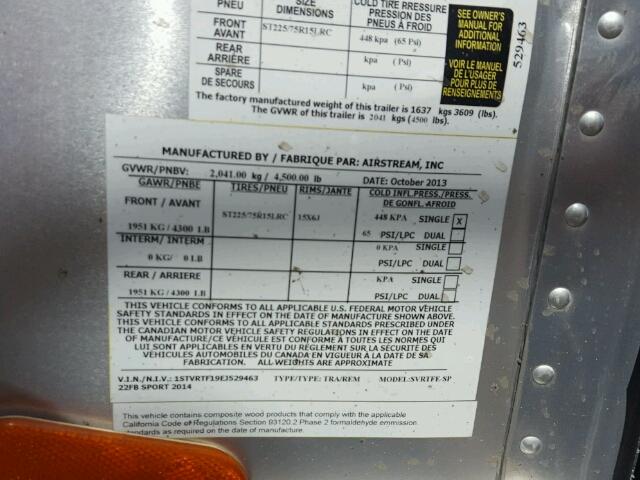 PNEU SIZE DIMENSIONS COLD TIRE PRESSURE PRESSION DES PNEUS À FROID
FRONT AVANT ST225/75R15LRC 448 kpa (65 Psi)
REAR ARRIÈRE kpa ( Psi)
SPARE DE SECOURS kpa ( Psi)
SEE OWNER'S
MANUAL FOR
ADDITIONAL
INFORMATION
VOIR LE MANUEL
DE L'USAGER
POUR PLUS DE
RENSEIGNEMENTS
529463
The factory manufactured weight of this trailer is 1637 kgs 3609 (lbs).
The GVWR of this trailer is 2041 kgs (4500 lbs).
MANUFACTURED BY / FABRIQUE PAR: AIRSTREAM, INC
GVWR/PNBV: 2,041.00 kg / 4,500.00 lb DATE: October 2013
GAWR/PNBE TIRES/PNEU RIMS/JANTE COLD INFL.PRESS/PRESS.
DE GONFL.AFROID
FRONT / AVANT ST225/75R15LRC 15X6J 448 KPA SINGLE X
1951 KG / 4300 LB 65 PSI/LPC DUAL
INTERM/ INTERM 0 KPA SINGLE
0 KG/ 0 LB PSI/LPC DUAL
REAR / ARRIERE KPA SINGLE
1951 KG / 4300 LB PSI/LPC DUAL
THIS VEHICLE CONFORMS TO ALL APPLICABLE U.S. FEDERAL MOTOR VEHICLE
SAFETY STANDARDS IN EFFECT ON THE DATE OF MANUFACTURE SHOWN ABOVE.
THIS VEHICLE CONFORMS TO ALL APPLICABLE STANDARDS PRESCRIBED UNDER
THE CANADIAN MOTOR VEHICLE SAFETY REGULATIONS IN EFFECT ON THE DATE
OF MANUFACTURE/CE VEHICULE EST CONFORME A TOUTES LES NORMES QUI
LUI SONT APPLICABLES EN VERTU DU RÉGLEMENT SUR LA SÉCURITÉ DES
VÉHICULES AUTOMOBILES DU CANADA EN VIGUEUR À LA DATE DE SA
FABRICATION. ALL WEIGHTS ARE APPROXIMATE
V.I.N./N.I.V.: 1STVRTF19EJ529463 TYPE/TYPE: TRA/REM MODEL:SVRTFE-SP
22FB SPORT 2014
This vehicle contains composite wood products that comply with the applicable
California Code of Regulations Section 93120.2 Phase 2 formaldehyde emmission
standards as required on the date of manufacture.